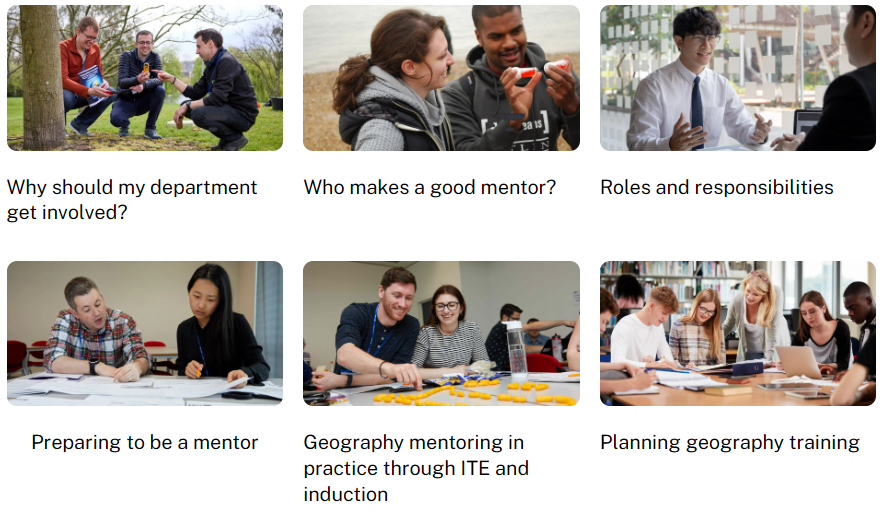 Why should my department
get involved?
Who makes a good mentor?
Roles and responsibilities
Preparing to be a mentor
Geography mentoring in
practice through ITE and
induction
Planning geography training